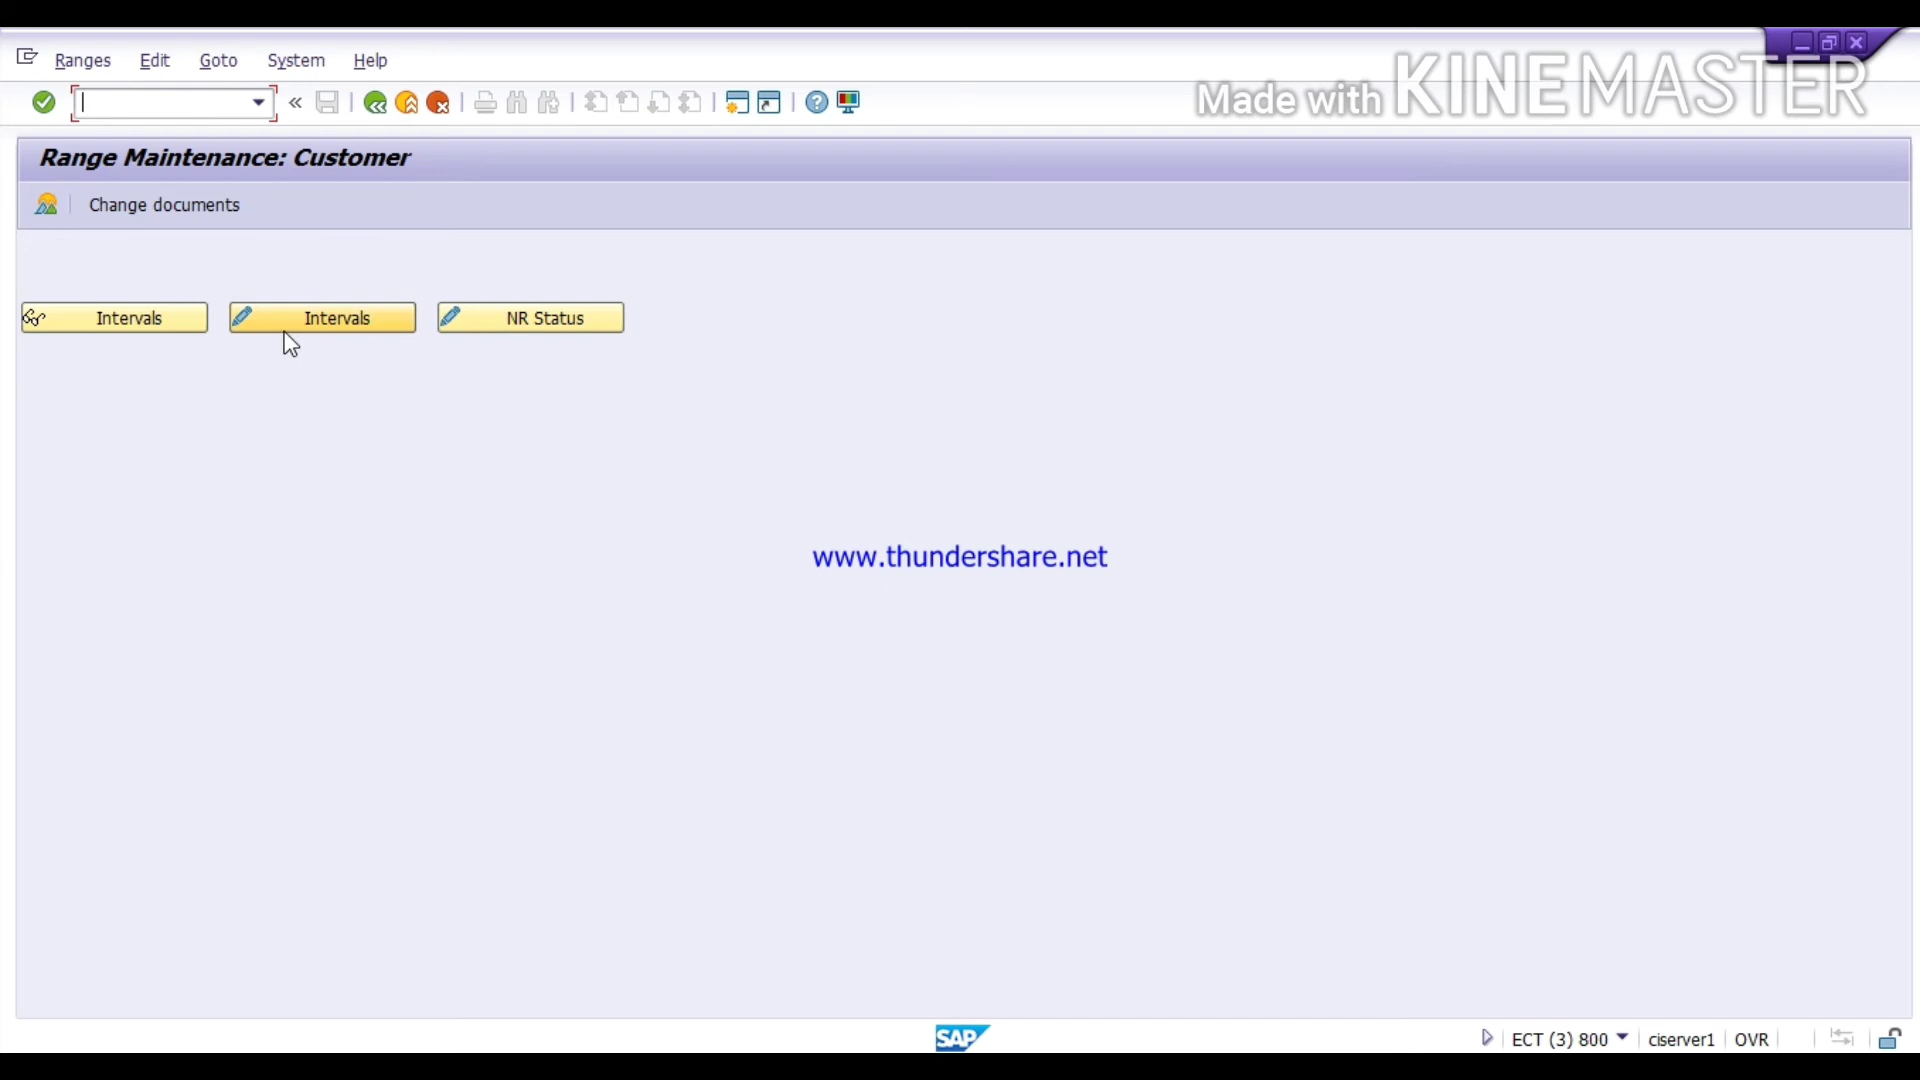 Ranges Edit Goto System Help
Made with KINEMASTER
Range Maintenance: Customer
Change documents
Intervals Intervals NR Status
www.thundershare.net
SAP ECT (3) 800 ciserver1 OVR